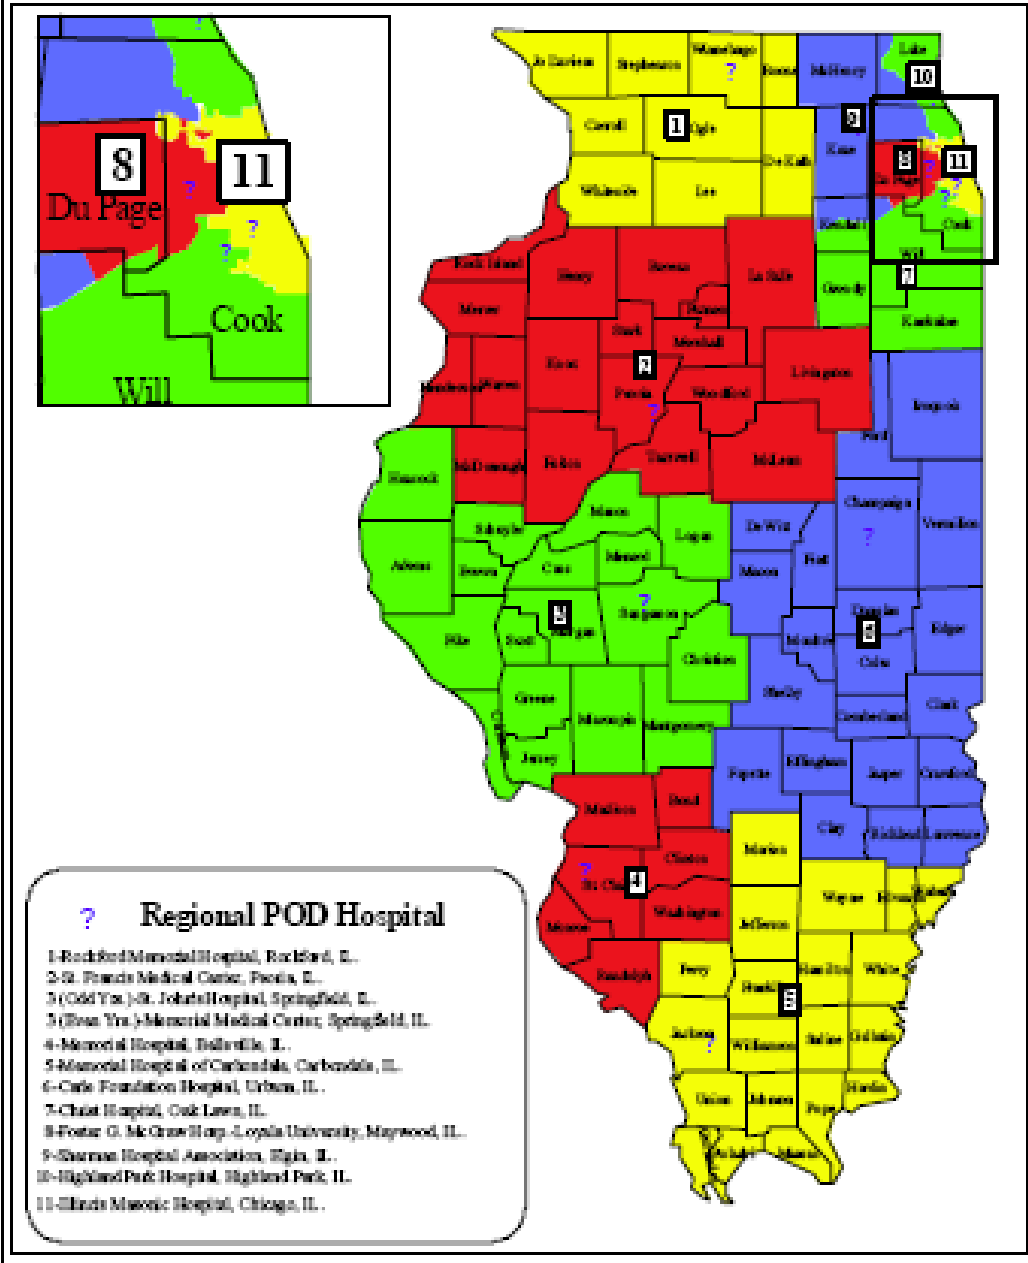 8
11
Du Page
Cook
Will
Jo Daviess
Stephenson
Winnebago
Boone
McHenry
Lake
10
Carroll
1
Ogle
9
Kane
De Kalb
8
11
Du Page
Whiteside
Lee
Kendall
Cook
Will
Rock Island
Henry
Bureau
La Salle
7
Grundy
Mercer
Putnam
Kankakee
Stark
Marshall
Knox
2
Henderson
Warren
Peoria
Woodford
Livingston
Iroquois
Ford
McDonough
Fulton
Tazewell
McLean
Hancock
Champaign
Mason
Schuyler
Logan
De Witt
Vermilion
Adams
Brown
Cass
Menard
Macon
Piatt
3
Sangamon
Douglas
6
Edgar
Pike
Scott
Morgan
Moultrie
Christian
Coles
Shelby
Greene
Clark
Macoupin
Montgomery
Cumberland
Jersey
Fayette
Effingham
Jasper
Crawford
Madison
Bond
Clay
Richland
Lawrence
Marion
Clinton
4
Wayne
Washington
Jefferson
Monroe
Randolph
Perry
Hamilton
White
5
Jackson
Williamson
Saline
Gallatin
Union
Johnson
Pope
Hardin
? Regional POD Hospital
1-Rockford Memorial Hospital, Rockford, IL.
2-St. Francis Medical Center, Peoria, IL.
3 (Odd Yrs.)-St. John's Hospital, Springfield, IL.
3 (Even Yrs.)-Memorial Medical Center, Springfield, IL.
4-Memorial Hospital, Belleville, IL.
5-Memorial Hospital of Carbondale, Carbondale, IL.
6-Carle Foundation Hospital, Urbana, IL.
7-Christ Hospital, Oak Lawn, IL.
8-Foster G. McGraw Hosp.-Loyola University, Maywood, IL.
9-Sherman Hospital Association, Elgin, IL.
10-Highland Park Hospital, Highland Park, IL.
11-Illinois Masonic Hospital, Chicago, IL.